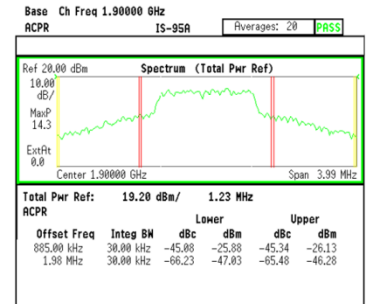 Base Ch Freq 1.90000 GHz
ACPR IS-95A Averages: 20 PASS
Ref 20.00 dBm Spectrum (Total Pwr Ref)
10.00
dB/
MaxP
14.3
ExtAt
0.0
Center 1.90000 GHz Span 3.99 MHz
Total Pwr Ref: 19.20 dBm/ 1.23 MHz
ACPR
Lower Upper
Offset Freq Integ BW dBc dBm dBc dBm
885.00 kHz 30.00 kHz -45.08 -25.88 -45.34 -26.13
1.98 MHz 30.00 kHz -66.23 -47.03 -65.48 -46.28